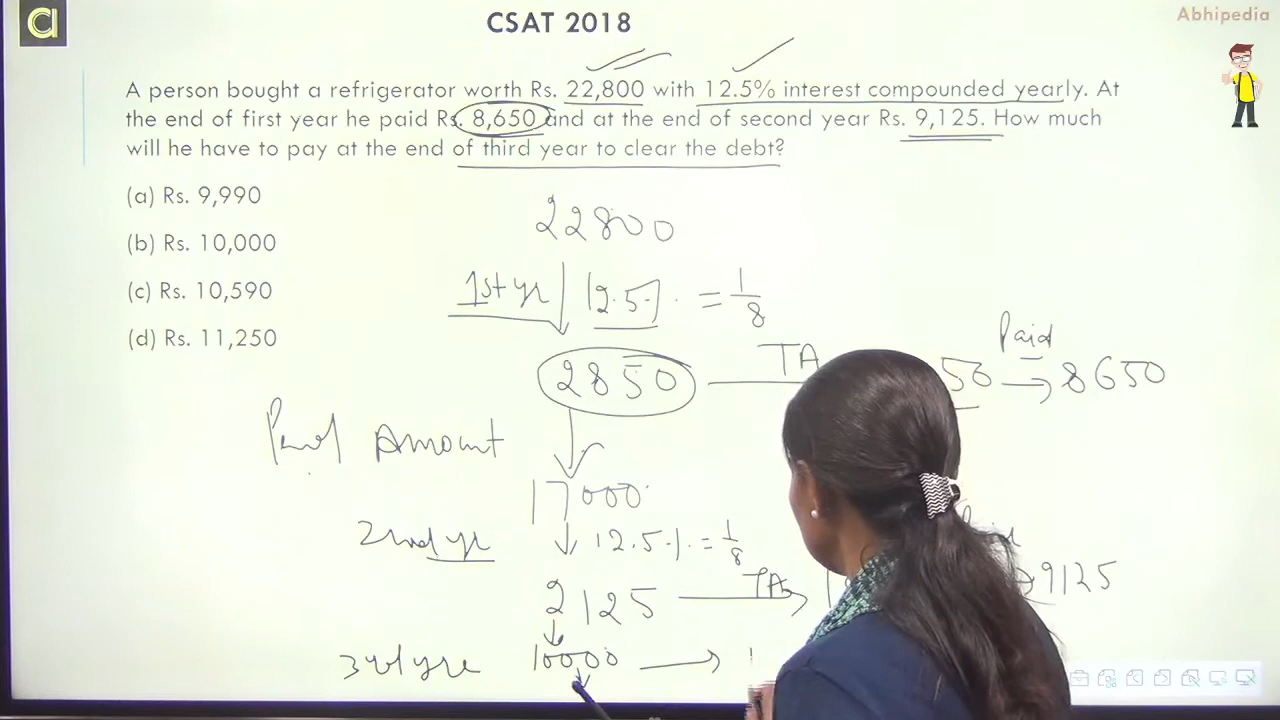 CSAT 2018
Abhipedia
A person bought a refrigerator worth Rs. 22,800 with 12.5% interest compounded yearly. At
the end of first year he paid Rs. 8,650 and at the end of second year Rs. 9,125. How much
will he have to pay at the end of third year to clear the debt?
(a) Rs. 9,990
(b) Rs. 10,000
(c) Rs. 10,590
(d) Rs. 11,250
22800
1st yr 12.5% = 1/8
Paid
2850 TA 50 → 8650
Amount
17000
2nd yr 12.5% = 1/8
2125 TA 9125
3rd yre 10000